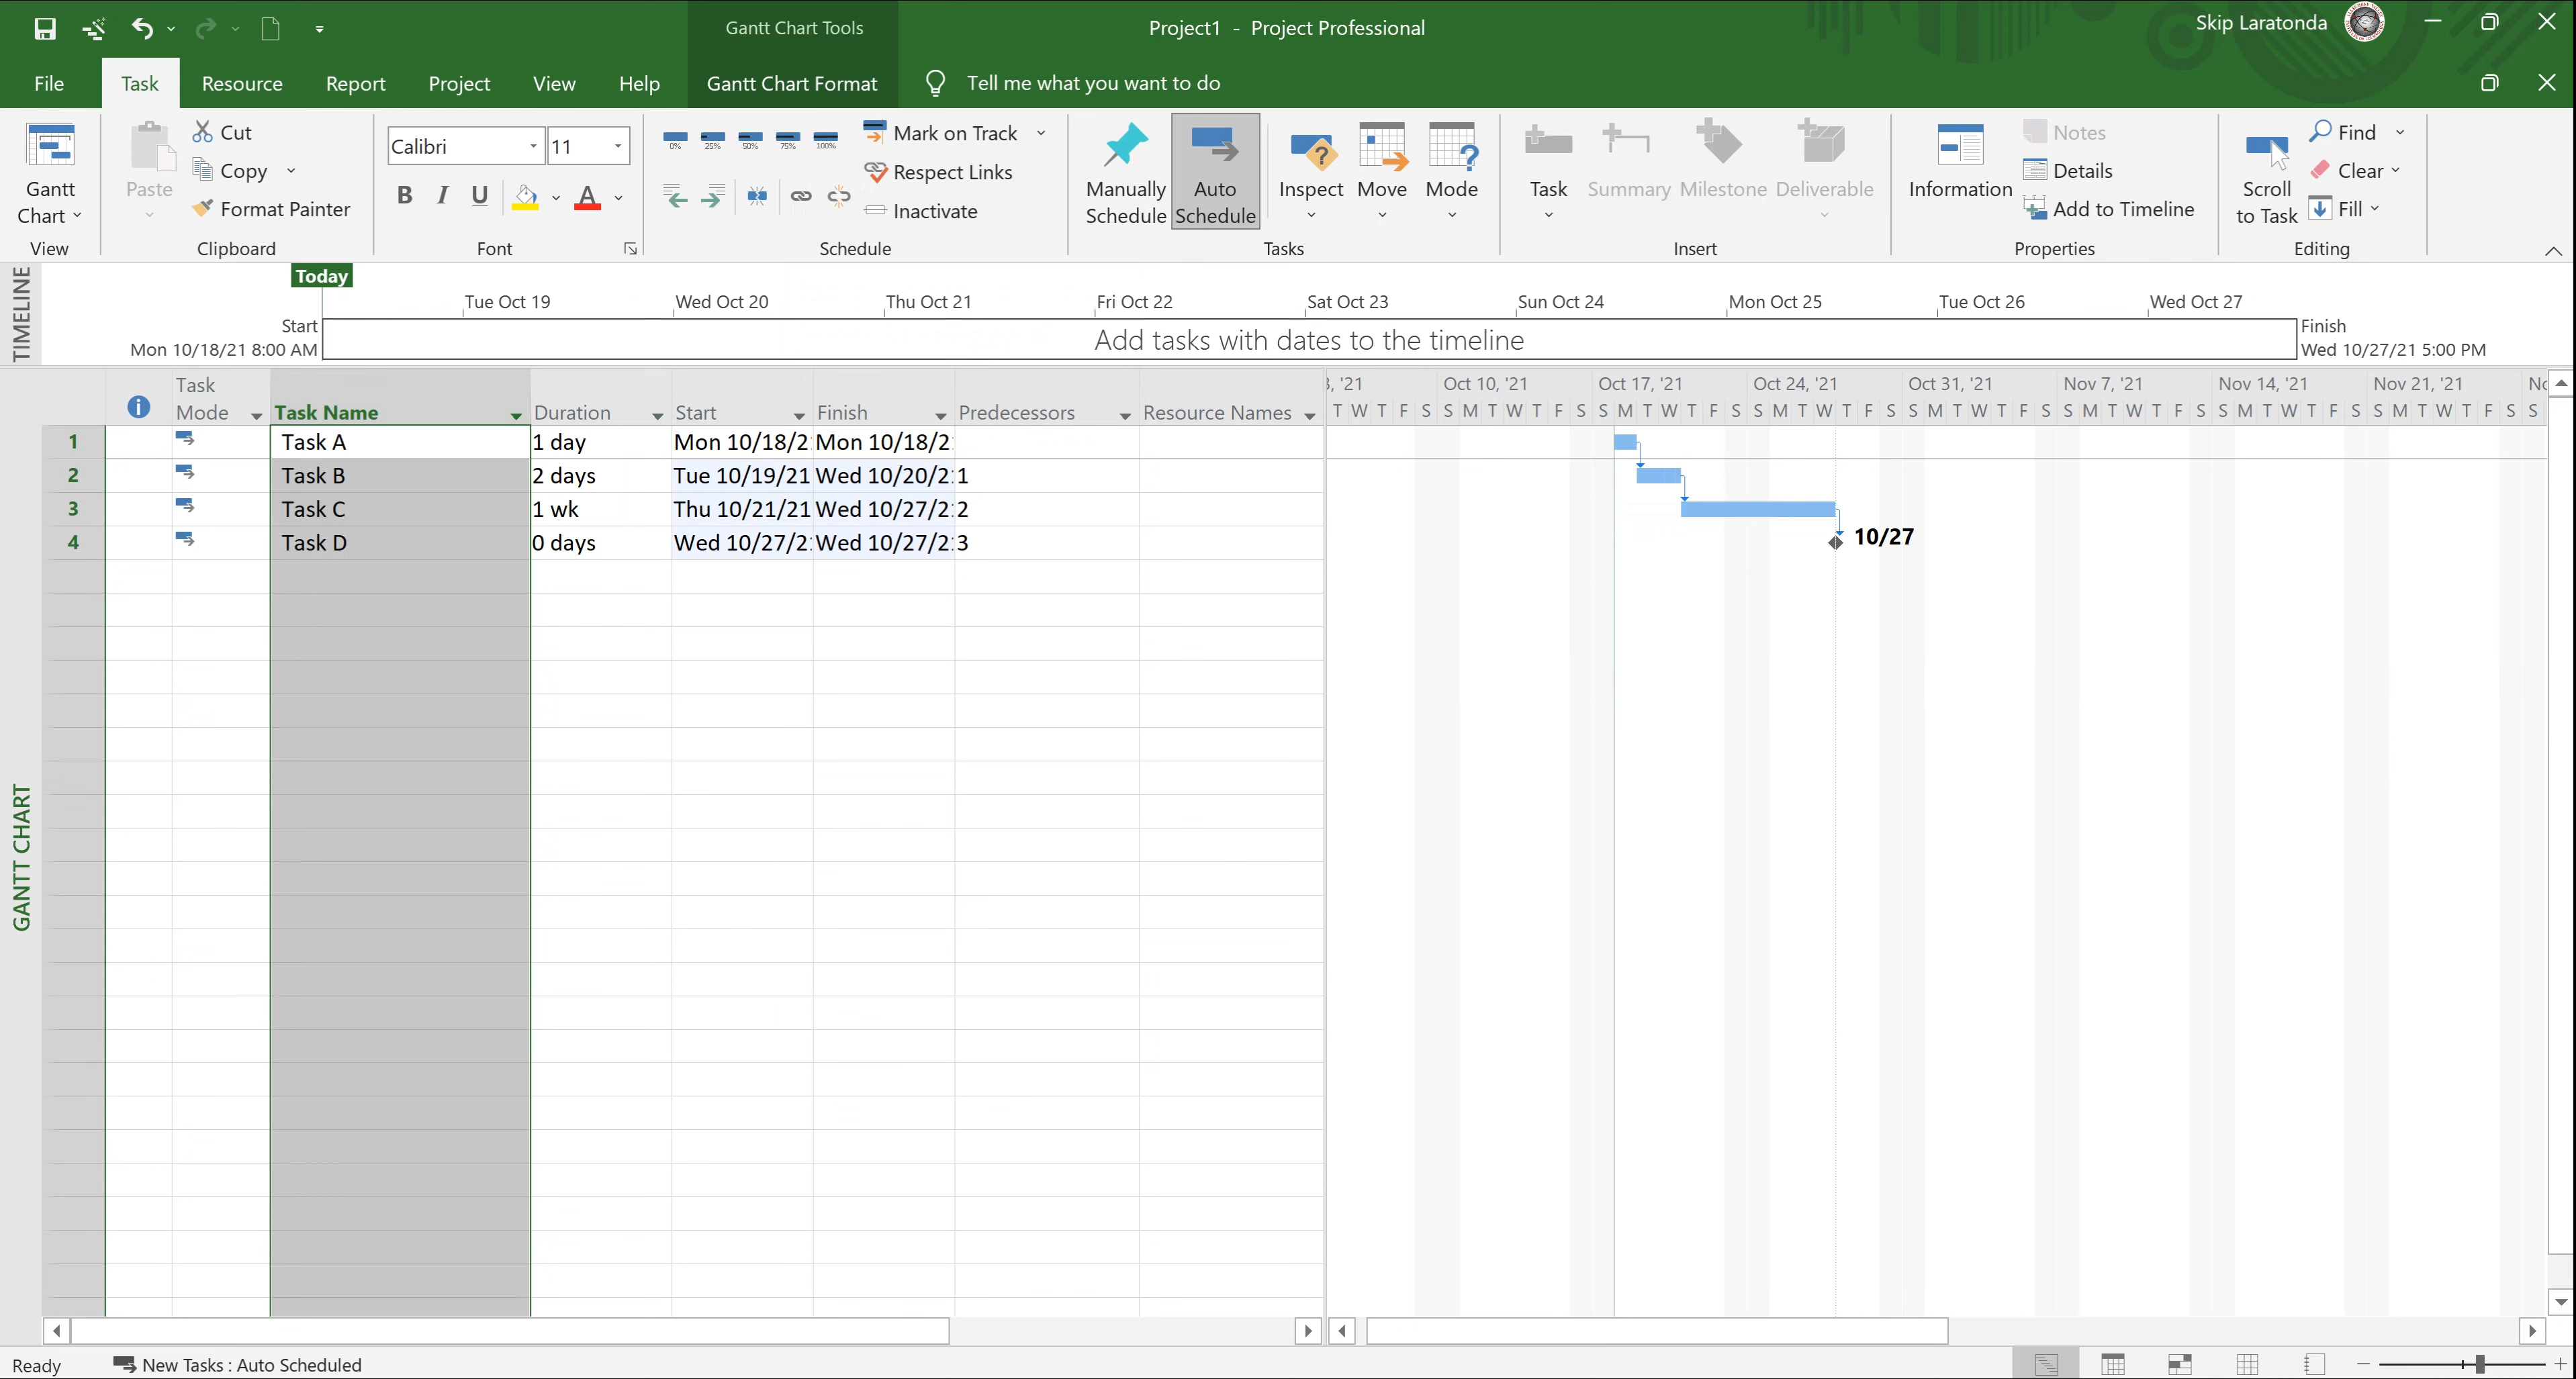 Gantt Chart Tools
Project1 - Project Professional
Skip Laratonda
File Task Resource Report Project View Help Gantt Chart Format Tell me what you want to do
Gantt Chart
View
Paste
Cut
Copy
Format Painter
Clipboard
Calibri 11
B I U A
Font
0% 25% 50% 75% 100%
Mark on Track
Respect Links
Inactivate
Schedule
Manually Schedule
Auto Schedule
Inspect
Move
Mode
Tasks
Task
Summary
Milestone
Deliverable
Insert
Information
Notes
Details
Add to Timeline
Properties
Scroll to Task
Find
Clear
Fill
Editing
TIMELINE
Today
Tue Oct 19 Wed Oct 20 Thu Oct 21 Fri Oct 22 Sat Oct 23 Sun Oct 24 Mon Oct 25 Tue Oct 26 Wed Oct 27
Start
Mon 10/18/21 8:00 AM
Add tasks with dates to the timeline
Finish
Wed 10/27/21 5:00 PM
GANTT CHART
Task Mode Task Name Duration Start Finish Predecessors Resource Names
1 Task A 1 day Mon 10/18/2 Mon 10/18/2
2 Task B 2 days Tue 10/19/21 Wed 10/20/2 1
3 Task C 1 wk Thu 10/21/21 Wed 10/27/2 2
4 Task D 0 days Wed 10/27/2 Wed 10/27/2 3
, '21 Oct 10, '21 Oct 17, '21 Oct 24, '21 Oct 31, '21 Nov 7, '21 Nov 14, '21 Nov 21, '21
T W T F S S M T W T F S S M T W T F S S M T W T F S S M T W T F S S M T W T F S S M T W T F S S M T W T F S S
10/27
Ready New Tasks : Auto Scheduled